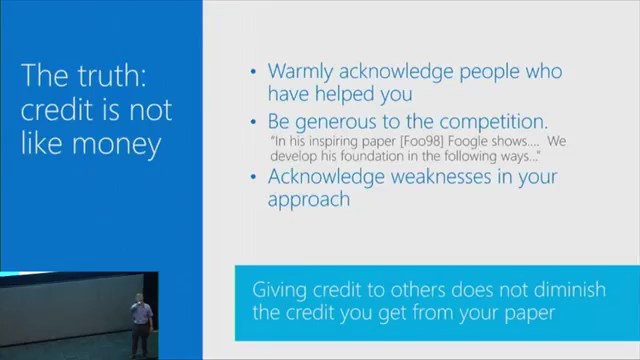 The truth:
credit is not
like money
• Warmly acknowledge people who
have helped you
• Be generous to the competition.
“In his inspiring paper [Foo98] Foogle shows.... We
develop his foundation in the following ways...”
• Acknowledge weaknesses in your
approach
Giving credit to others does not diminish
the credit you get from your paper